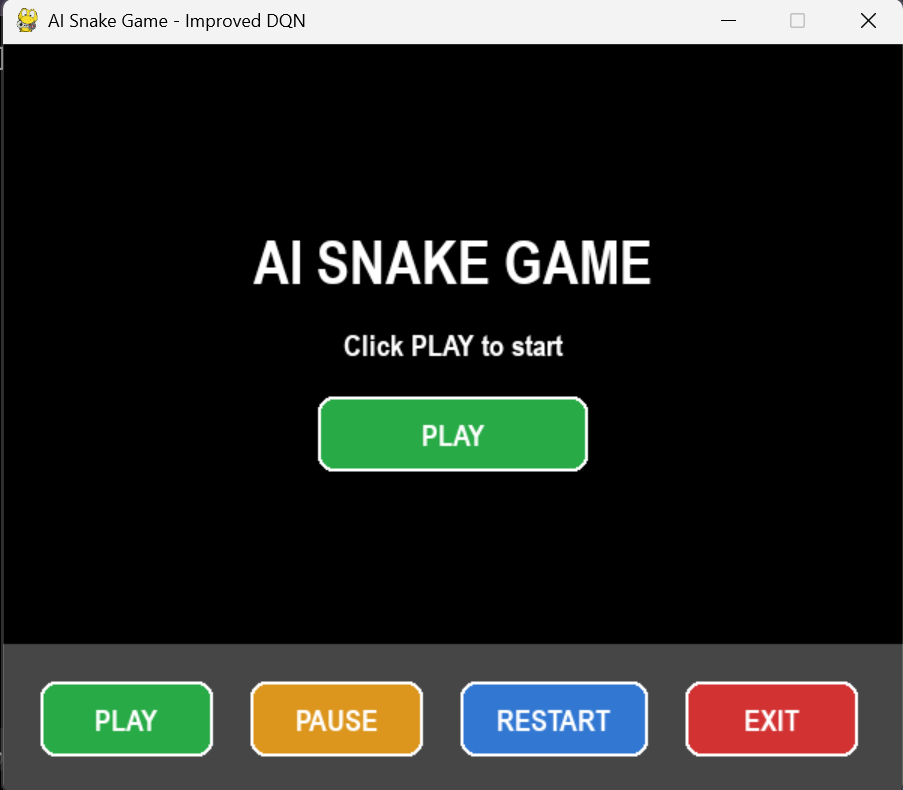 AI Snake Game - Improved DQN
AI SNAKE GAME
Click PLAY to start
PLAY
PLAY PAUSE RESTART EXIT